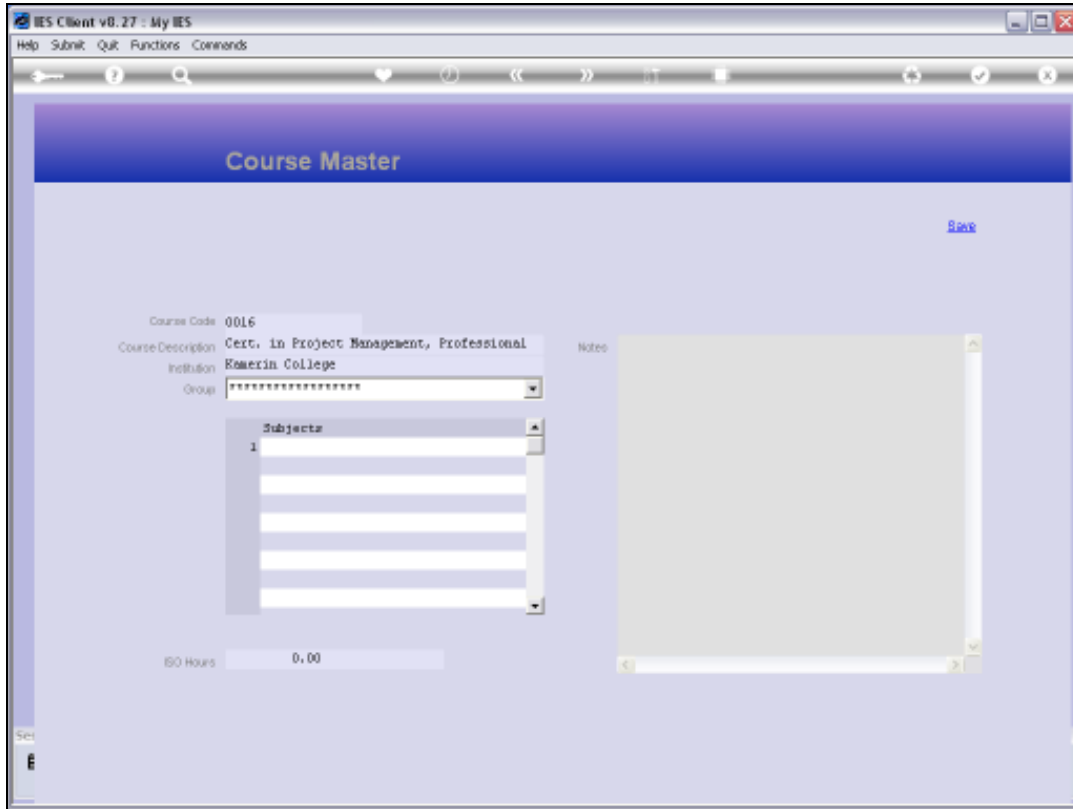 IES Client v8.27 : My IES
Help Submit Quit Functions Commands
Course Master
Save
Course Code 0016
Course Description Cert. in Project Management, Professional
Notes
Institution Kamerin College
Group ******************
Subjects
1
ISO Hours 0.00